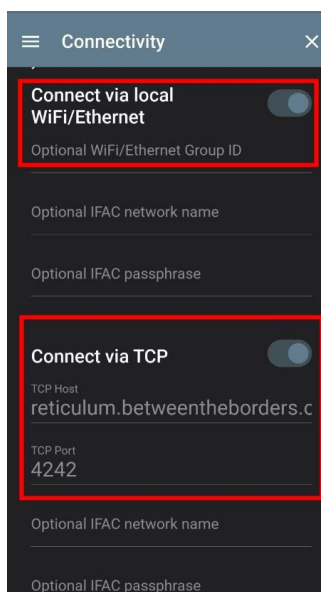 Connectivity
Connect via local
WiFi/Ethernet
Optional WiFi/Ethernet Group ID
Optional IFAC network name
Optional IFAC passphrase
Connect via TCP
TCP Host
reticulum.betweentheborders.c
TCP Port
4242
Optional IFAC network name
Optional IFAC passphrase